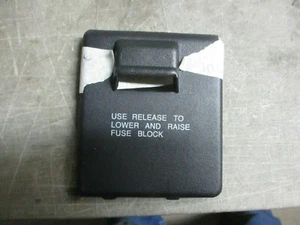 USE RELEASE TO
LOWER AND RAISE
FUSE BLOCK